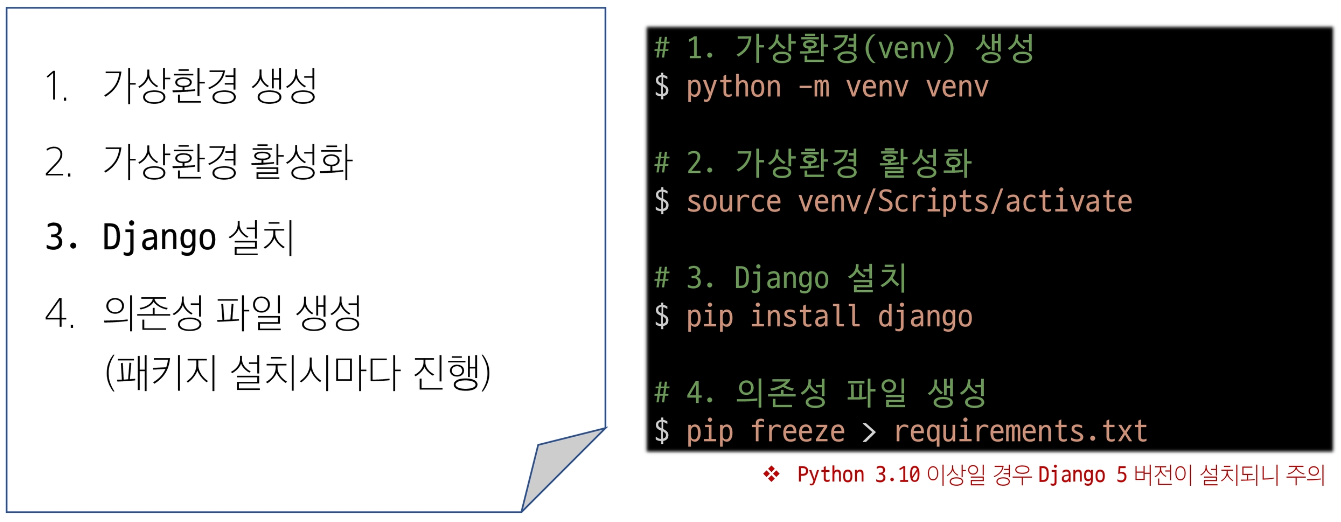 1. 가상환경 생성
2. 가상환경 활성화
3. Django 설치
4. 의존성 파일 생성
(패키지 설치시마다 진행)
# 1. 가상환경(venv) 생성
$ python -m venv venv
# 2. 가상환경 활성화
$ source venv/Scripts/activate
# 3. Django 설치
$ pip install django
# 4. 의존성 파일 생성
$ pip freeze > requirements.txt
❖ Python 3.10 이상일 경우 Django 5 버전이 설치되니 주의